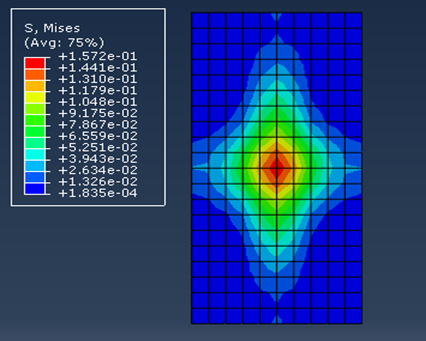 S, Mises
(Avg: 75%)
+1.572e-01
+1.441e-01
+1.310e-01
+1.179e-01
+1.048e-01
+9.175e-02
+7.867e-02
+6.559e-02
+5.251e-02
+3.943e-02
+2.634e-02
+1.326e-02
+1.835e-04